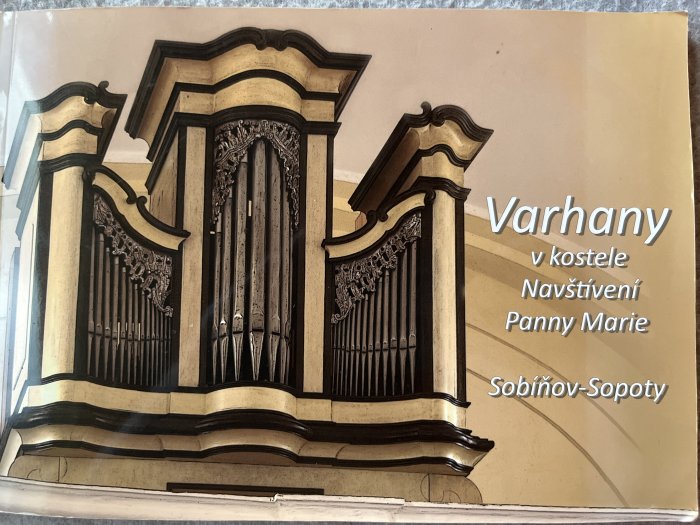 Varhany
v kostele
Navštívení
Panny Marie
Sobíňov-Sopoty